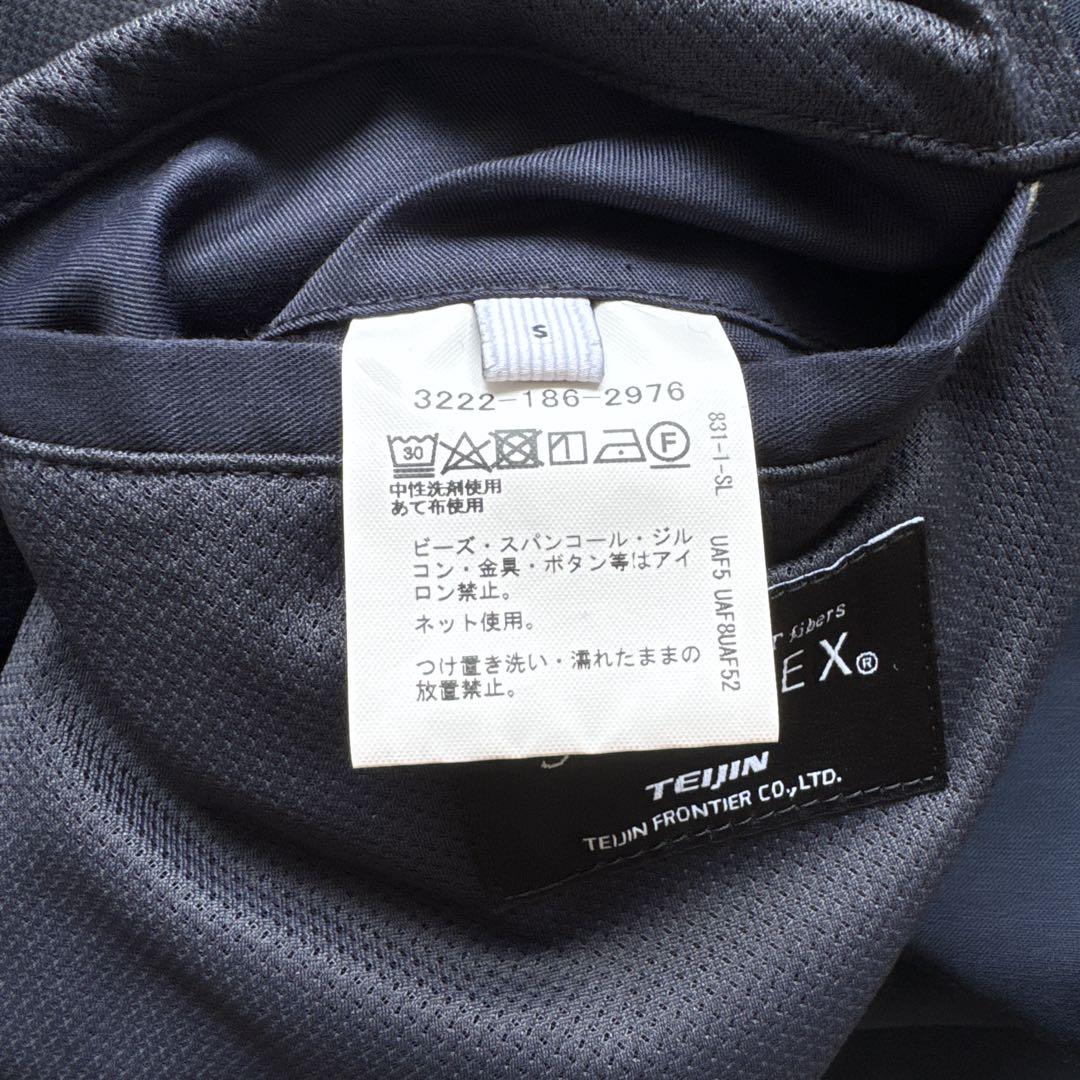 S
3222-186-2976
30 F
中性洗剤使用
あて布使用
ビーズ・スパンコール・ジル
コン・金具・ボタン等はアイ
ロン禁止。
ネット使用。
つけ置き洗い・濡れたままの
放置禁止。
831-1-SL UAF5 UAF8UAF52
fibers
EX®
TEIJIN
TEIJIN FRONTIER CO.,LTD.